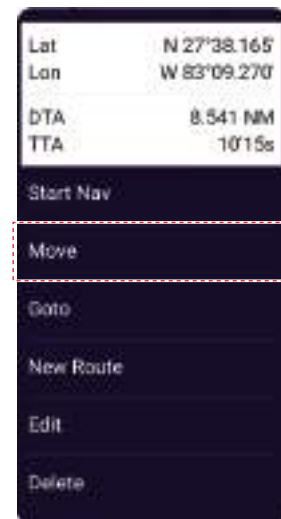 Lat N 27°38.165'
Lon W 83°09.270'
DTA 8.541 NM
TTA 10'15s
Start Nav
Move
Goto
New Route
Edit
Delete